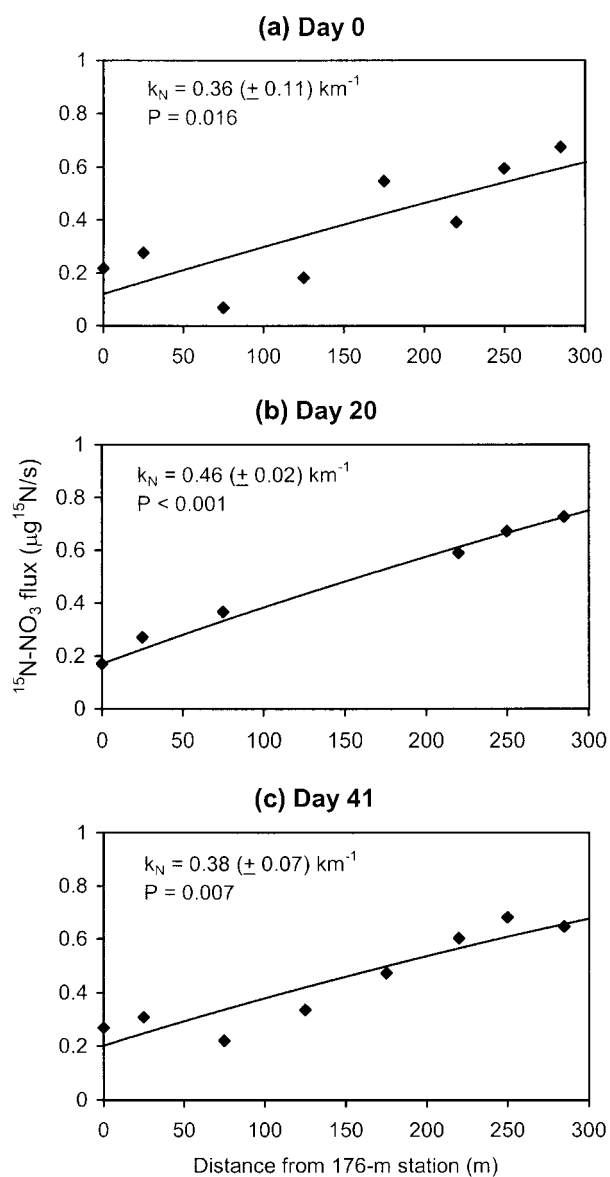 (a) Day 0
1
0.8
0.6
0.4
0.2
0
k_N = 0.36 (± 0.11) km⁻¹
P = 0.016
0 50 100 150 200 250 300
(b) Day 20
1
0.8
0.6
0.4
0.2
0
k_N = 0.46 (± 0.02) km⁻¹
P < 0.001
¹⁵N-NO₃ flux (µg¹⁵N/s)
0 50 100 150 200 250 300
(c) Day 41
1
0.8
0.6
0.4
0.2
0
k_N = 0.38 (± 0.07) km⁻¹
P = 0.007
0 50 100 150 200 250 300
Distance from 176-m station (m)